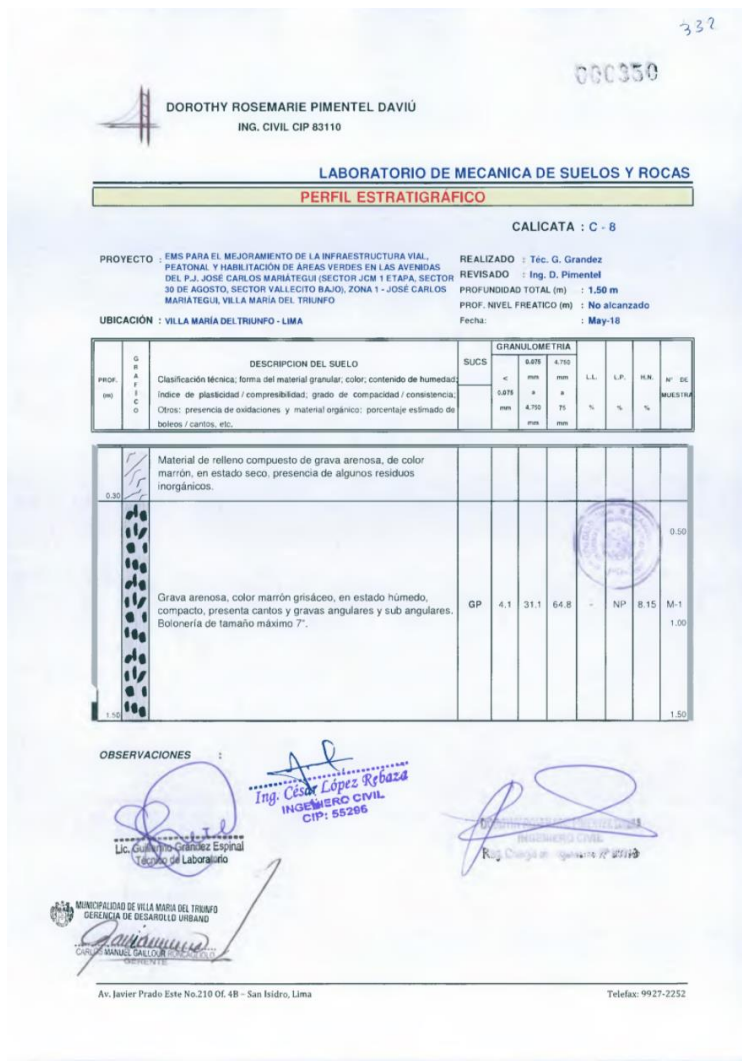 332
000350
DOROTHY ROSEMARIE PIMENTEL DAVIÚ
ING. CIVIL CIP 83110
LABORATORIO DE MECANICA DE SUELOS Y ROCAS
PERFIL ESTRATIGRÁFICO
CALICATA : C - 8
PROYECTO : EMS PARA EL MEJORAMIENTO DE LA INFRAESTRUCTURA VIAL,
PEATONAL Y HABILITACIÓN DE ÁREAS VERDES EN LAS AVENIDAS
DEL P.J. JOSÉ CARLOS MARIÁTEGUI (SECTOR JCM 1 ETAPA, SECTOR
30 DE AGOSTO, SECTOR VALLECITO BAJO), ZONA 1 - JOSÉ CARLOS
MARIÁTEGUI, VILLA MARÍA DEL TRIUNFO
UBICACIÓN : VILLA MARÍA DEL TRIUNFO - LIMA
REALIZADO : Téc. G. Grandez
REVISADO : Ing. D. Pimentel
PROFUNDIDAD TOTAL (m) : 1.50 m
PROF. NIVEL FREATICO (m) : No alcanzado
Fecha: : May-18
PROF. (m)
GRAFICO
DESCRIPCION DEL SUELO
Clasificación técnica; forma del material granular; color; contenido de humedad;
índice de plasticidad / compresibilidad; grado de compacidad / consistencia;
Otros: presencia de oxidaciones y material orgánico; porcentaje estimado de
boleos / cantos, etc.
SUCS
GRANULOMETRIA
< 0.075 mm
0.075 mm a 4.750 mm
4.750 mm a 75 mm
L.L. %
L.P. %
H.N. %
N° DE MUESTRA
Material de relleno compuesto de grava arenosa, de color
marrón, en estado seco, presencia de algunos residuos
inorgánicos.
0.30
0.50
Grava arenosa, color marrón grisáceo, en estado húmedo,
compacto, presenta cantos y gravas angulares y sub angulares.
Bolonería de tamaño máximo 7".
GP 4.1 31.1 64.8 - NP 8.15 M-1
1.00
1.50 1.50
OBSERVACIONES :
Ing. César López Rebaza
INGENIERO CIVIL
CIP: 55296
Lic. Guillermo Grandez Espinal
Técnico de Laboratorio
INGENIERO CIVIL
MUNICIPALIDAD DE VILLA MARIA DEL TRIUNFO
GERENCIA DE DESARROLLO URBANO
CARLOS MANUEL GAILLOUR
GERENTE
Av. Javier Prado Este No.210 Of. 4B – San Isidro, Lima
Telefax: 9927-2252